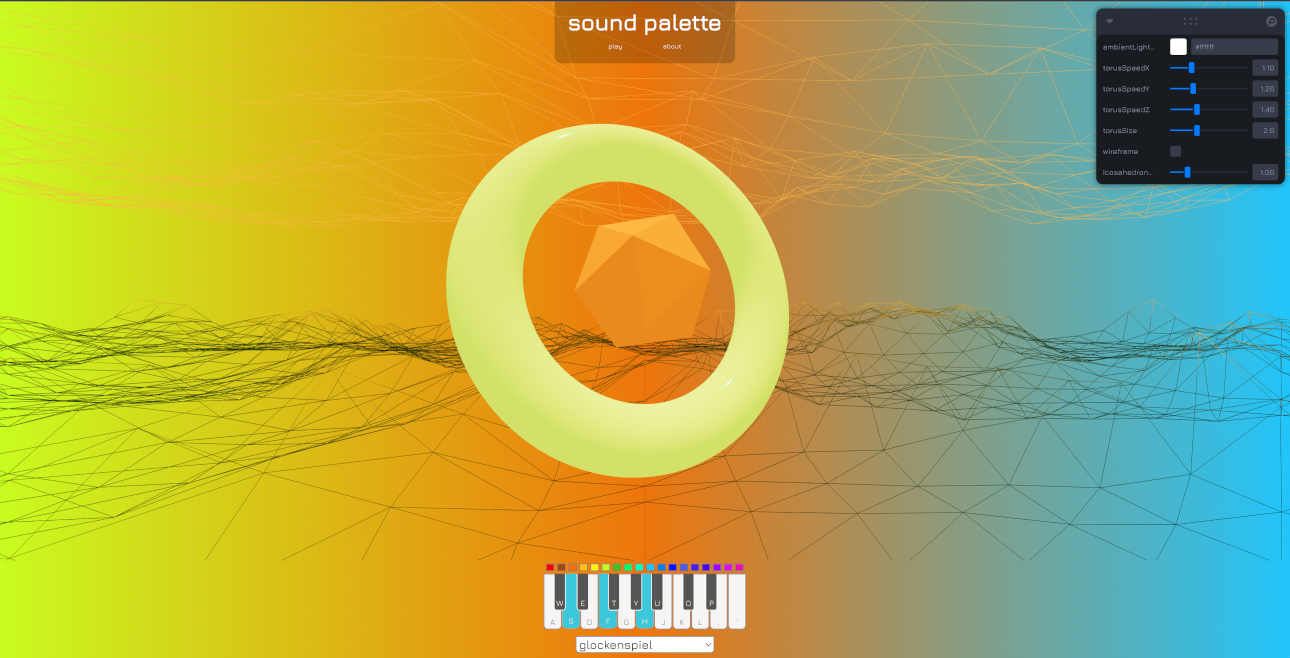 sound palette
play about
ambientLight...
#ffffff
torusSpeedX 1.10
torusSpeedY 1.20
torusSpeedZ 1.40
torusSize 2.0
wireframe
icosahedron... 1.00
W E T Y U O P
A S D F G H J K L ; '
glockenspiel